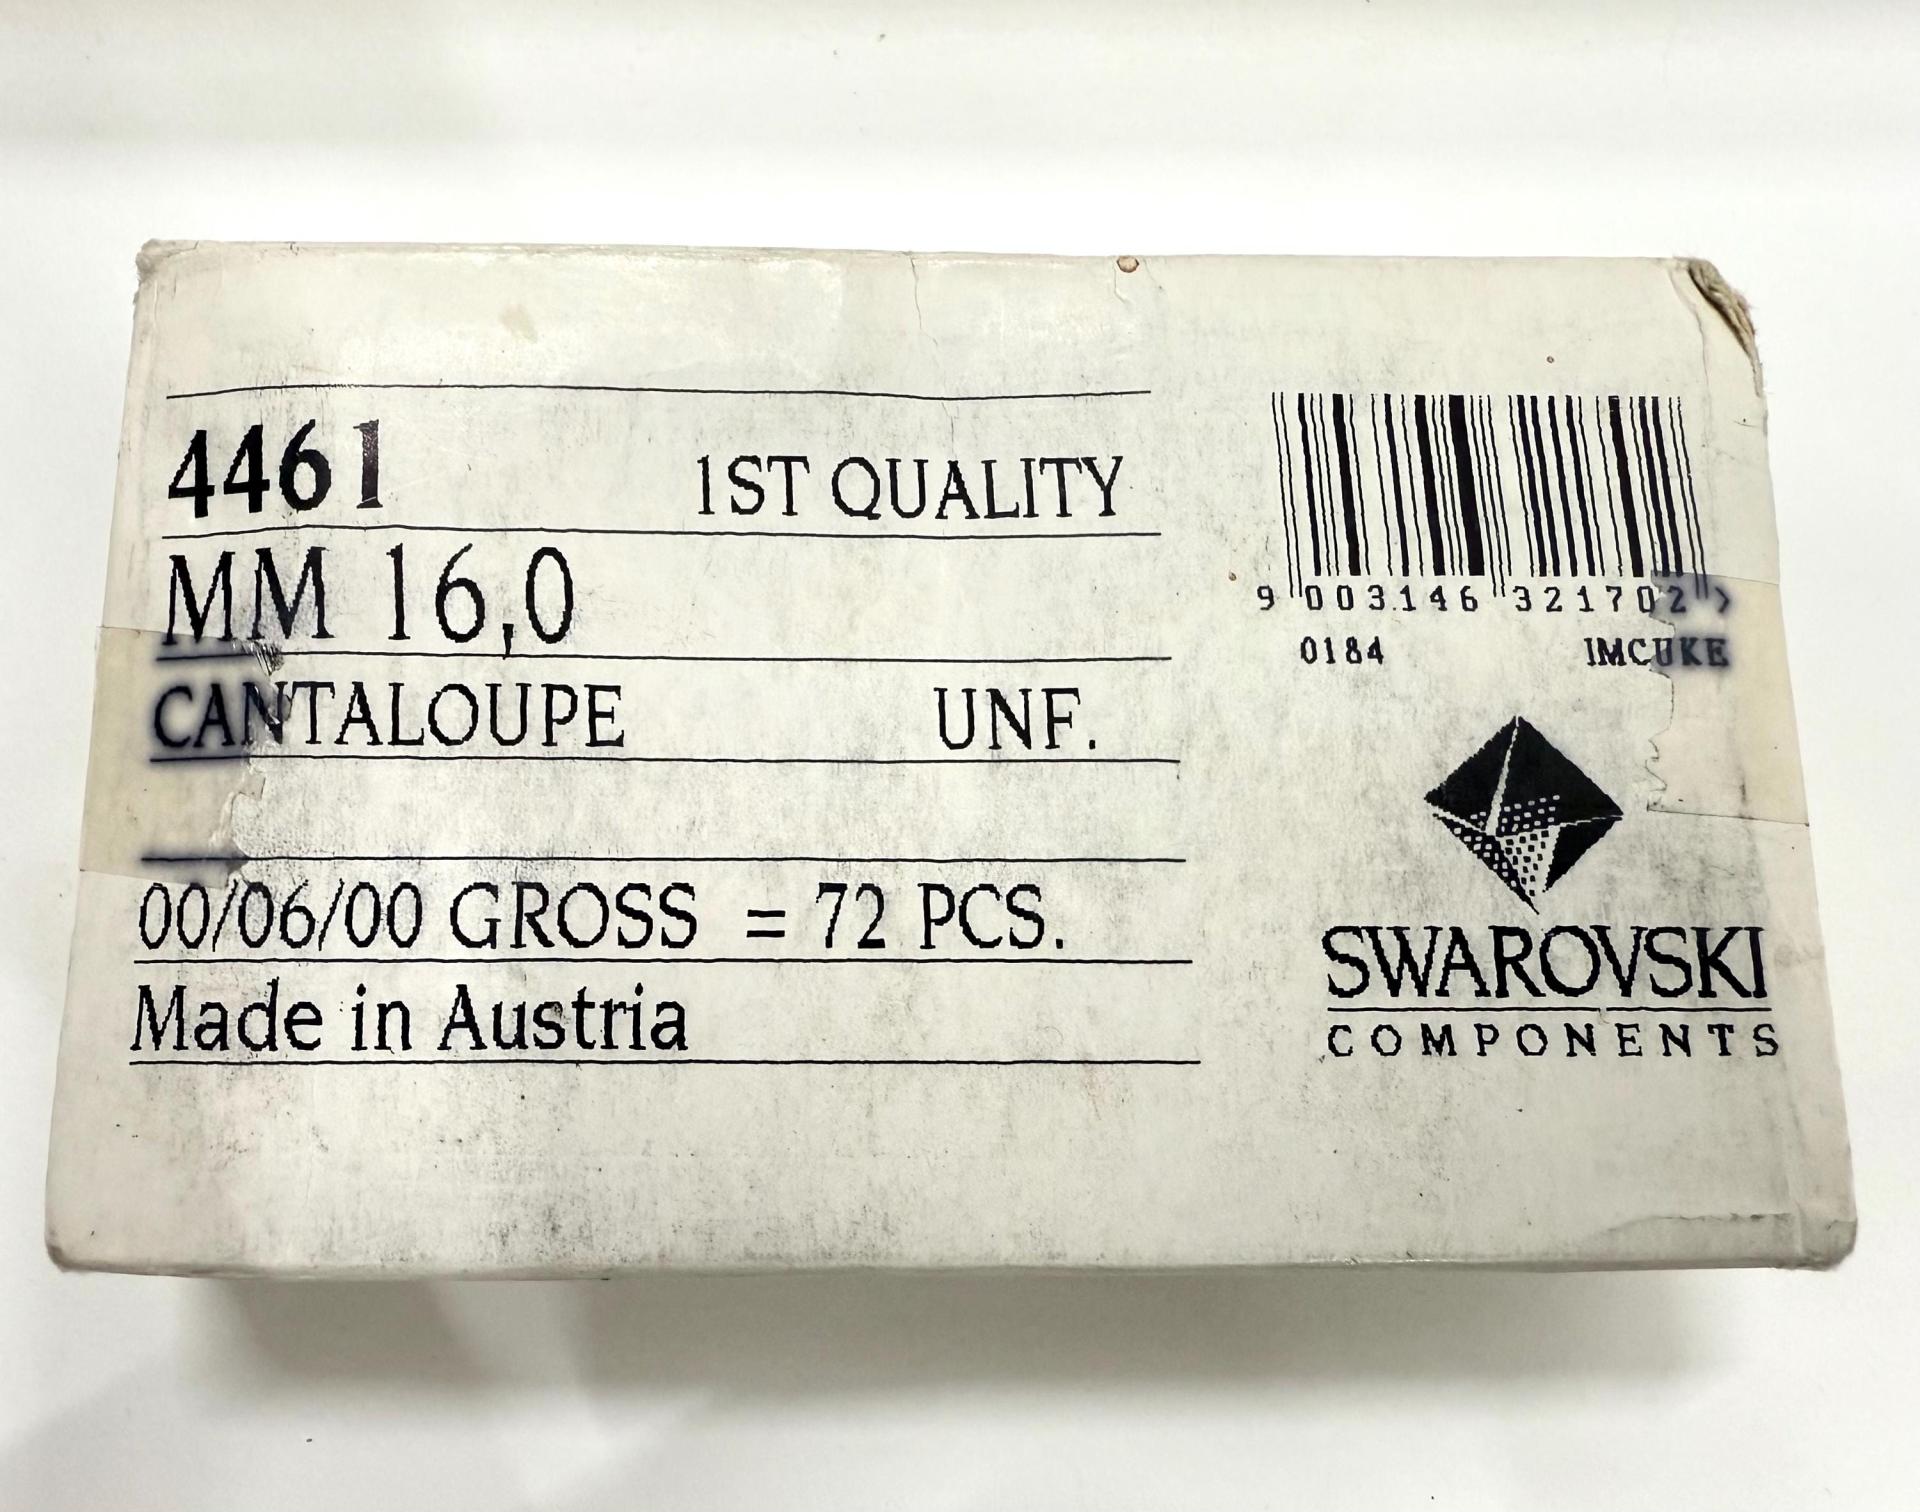 4461 1ST QUALITY
MM 16,0
CANTALOUPE UNF.
00/06/00 GROSS = 72 PCS.
Made in Austria
9 003146 321702 >
0184 IMCUKE
SWAROVSKI
COMPONENTS